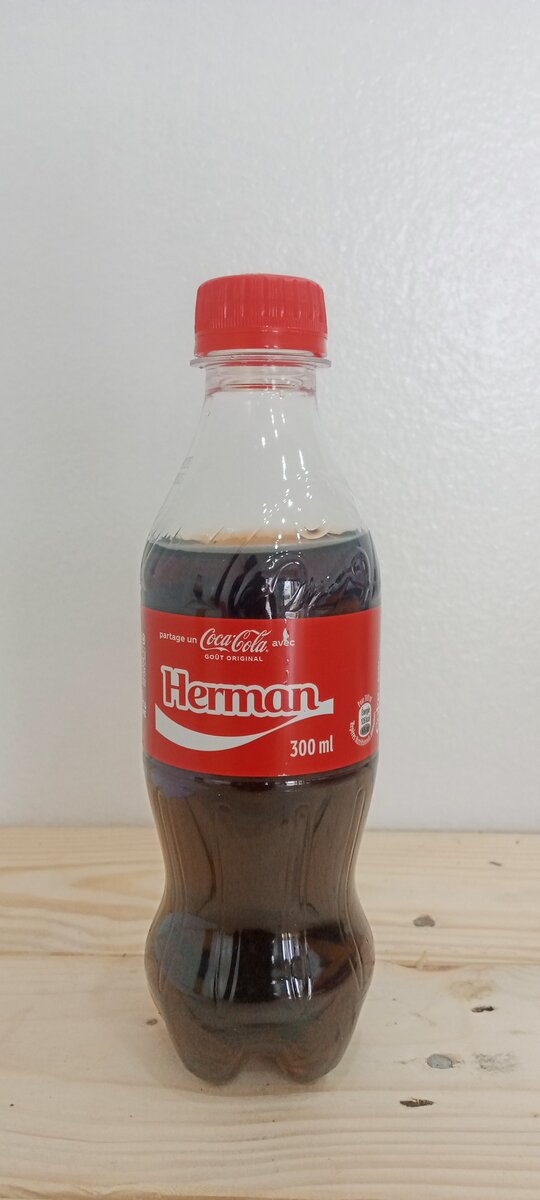 partage un Coca-Cola avec
GOÛT ORIGINAL
Herman
300 ml